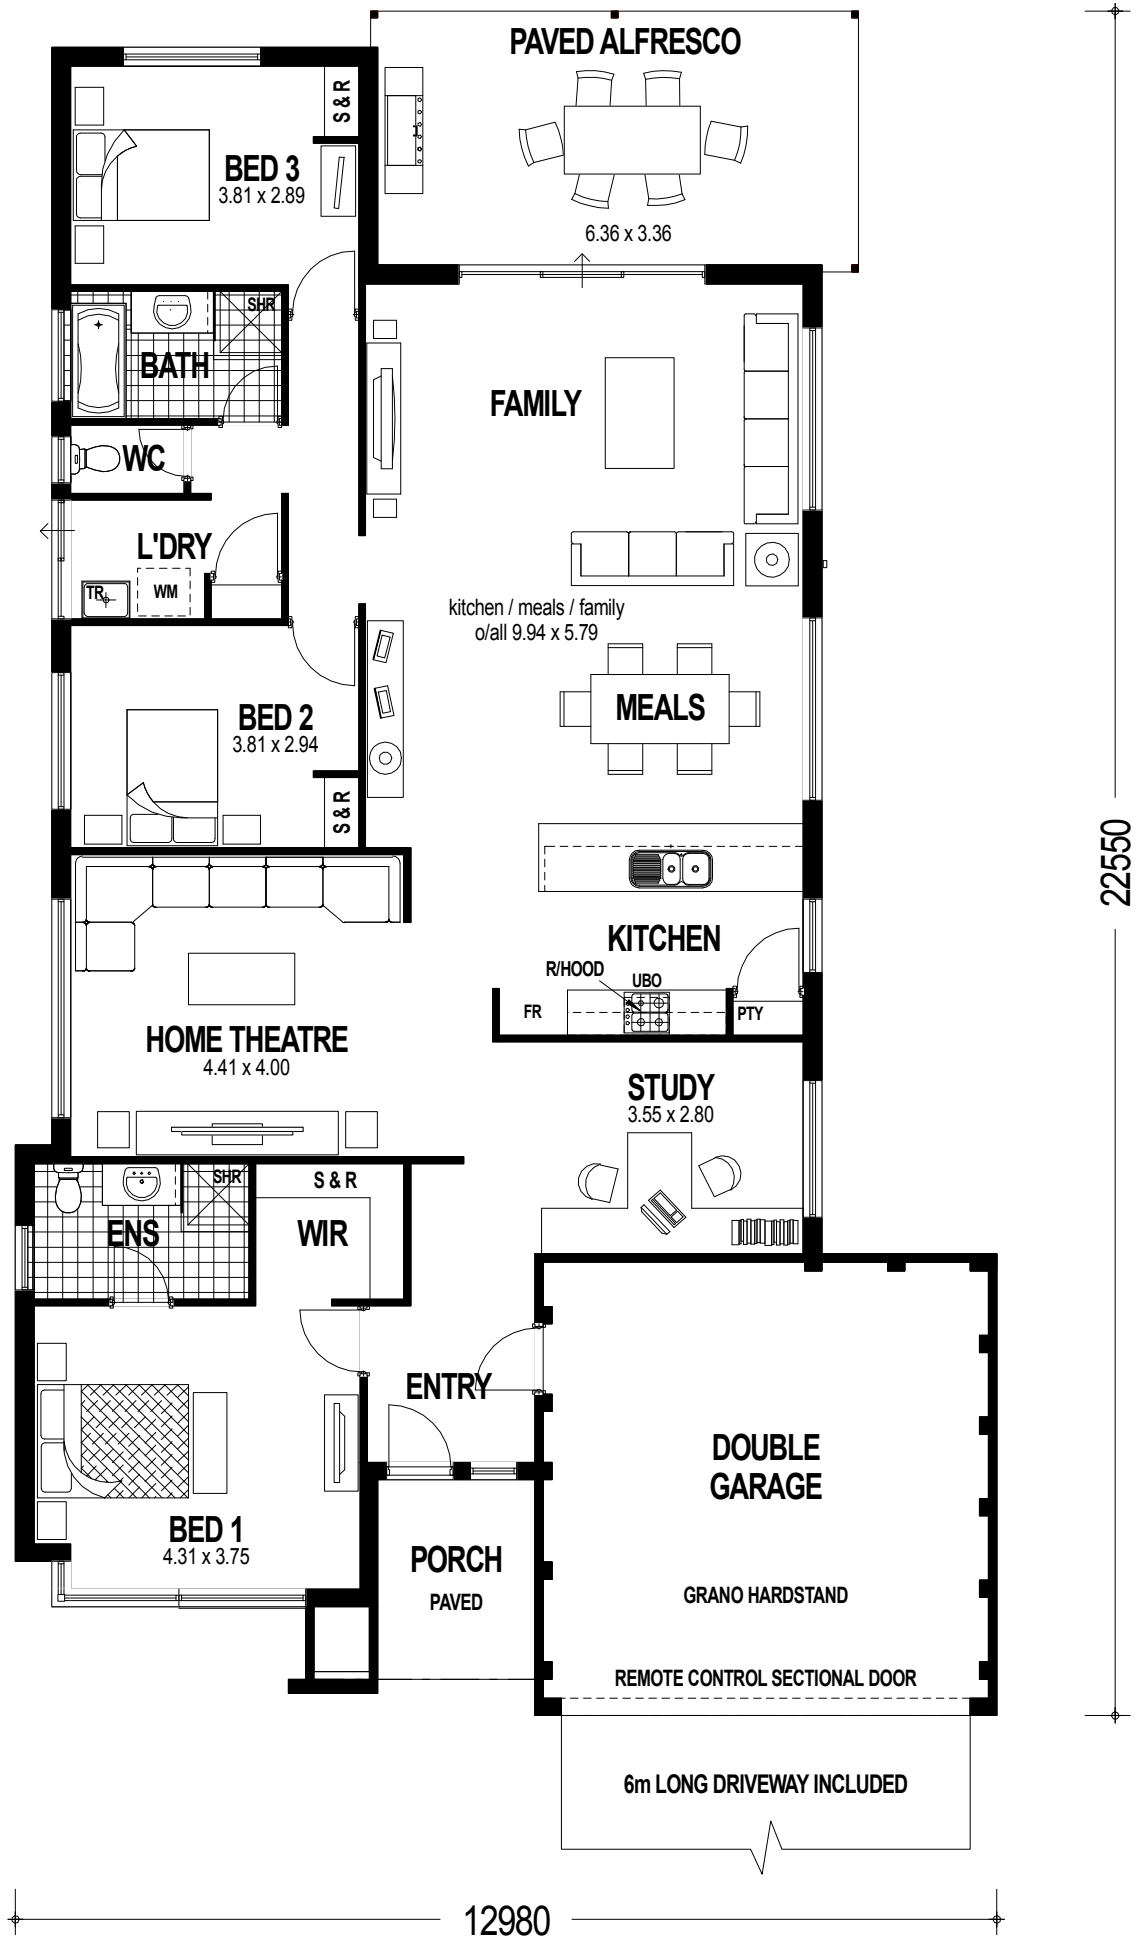 PAVED ALFRESCO
6.36 x 3.36
S & R
BED 3
3.81 x 2.89
SHR
BATH
FAMILY
WC
L'DRY
TR
WM
kitchen / meals / family
o/all 9.94 x 5.79
BED 2
3.81 x 2.94
MEALS
S & R
22550
KITCHEN
R/HOOD
UBO
FR
PTY
HOME THEATRE
4.41 x 4.00
STUDY
3.55 x 2.80
SHR
S & R
ENS
WIR
ENTRY
DOUBLE
GARAGE
BED 1
4.31 x 3.75
PORCH
PAVED
GRANO HARDSTAND
REMOTE CONTROL SECTIONAL DOOR
6m LONG DRIVEWAY INCLUDED
12980